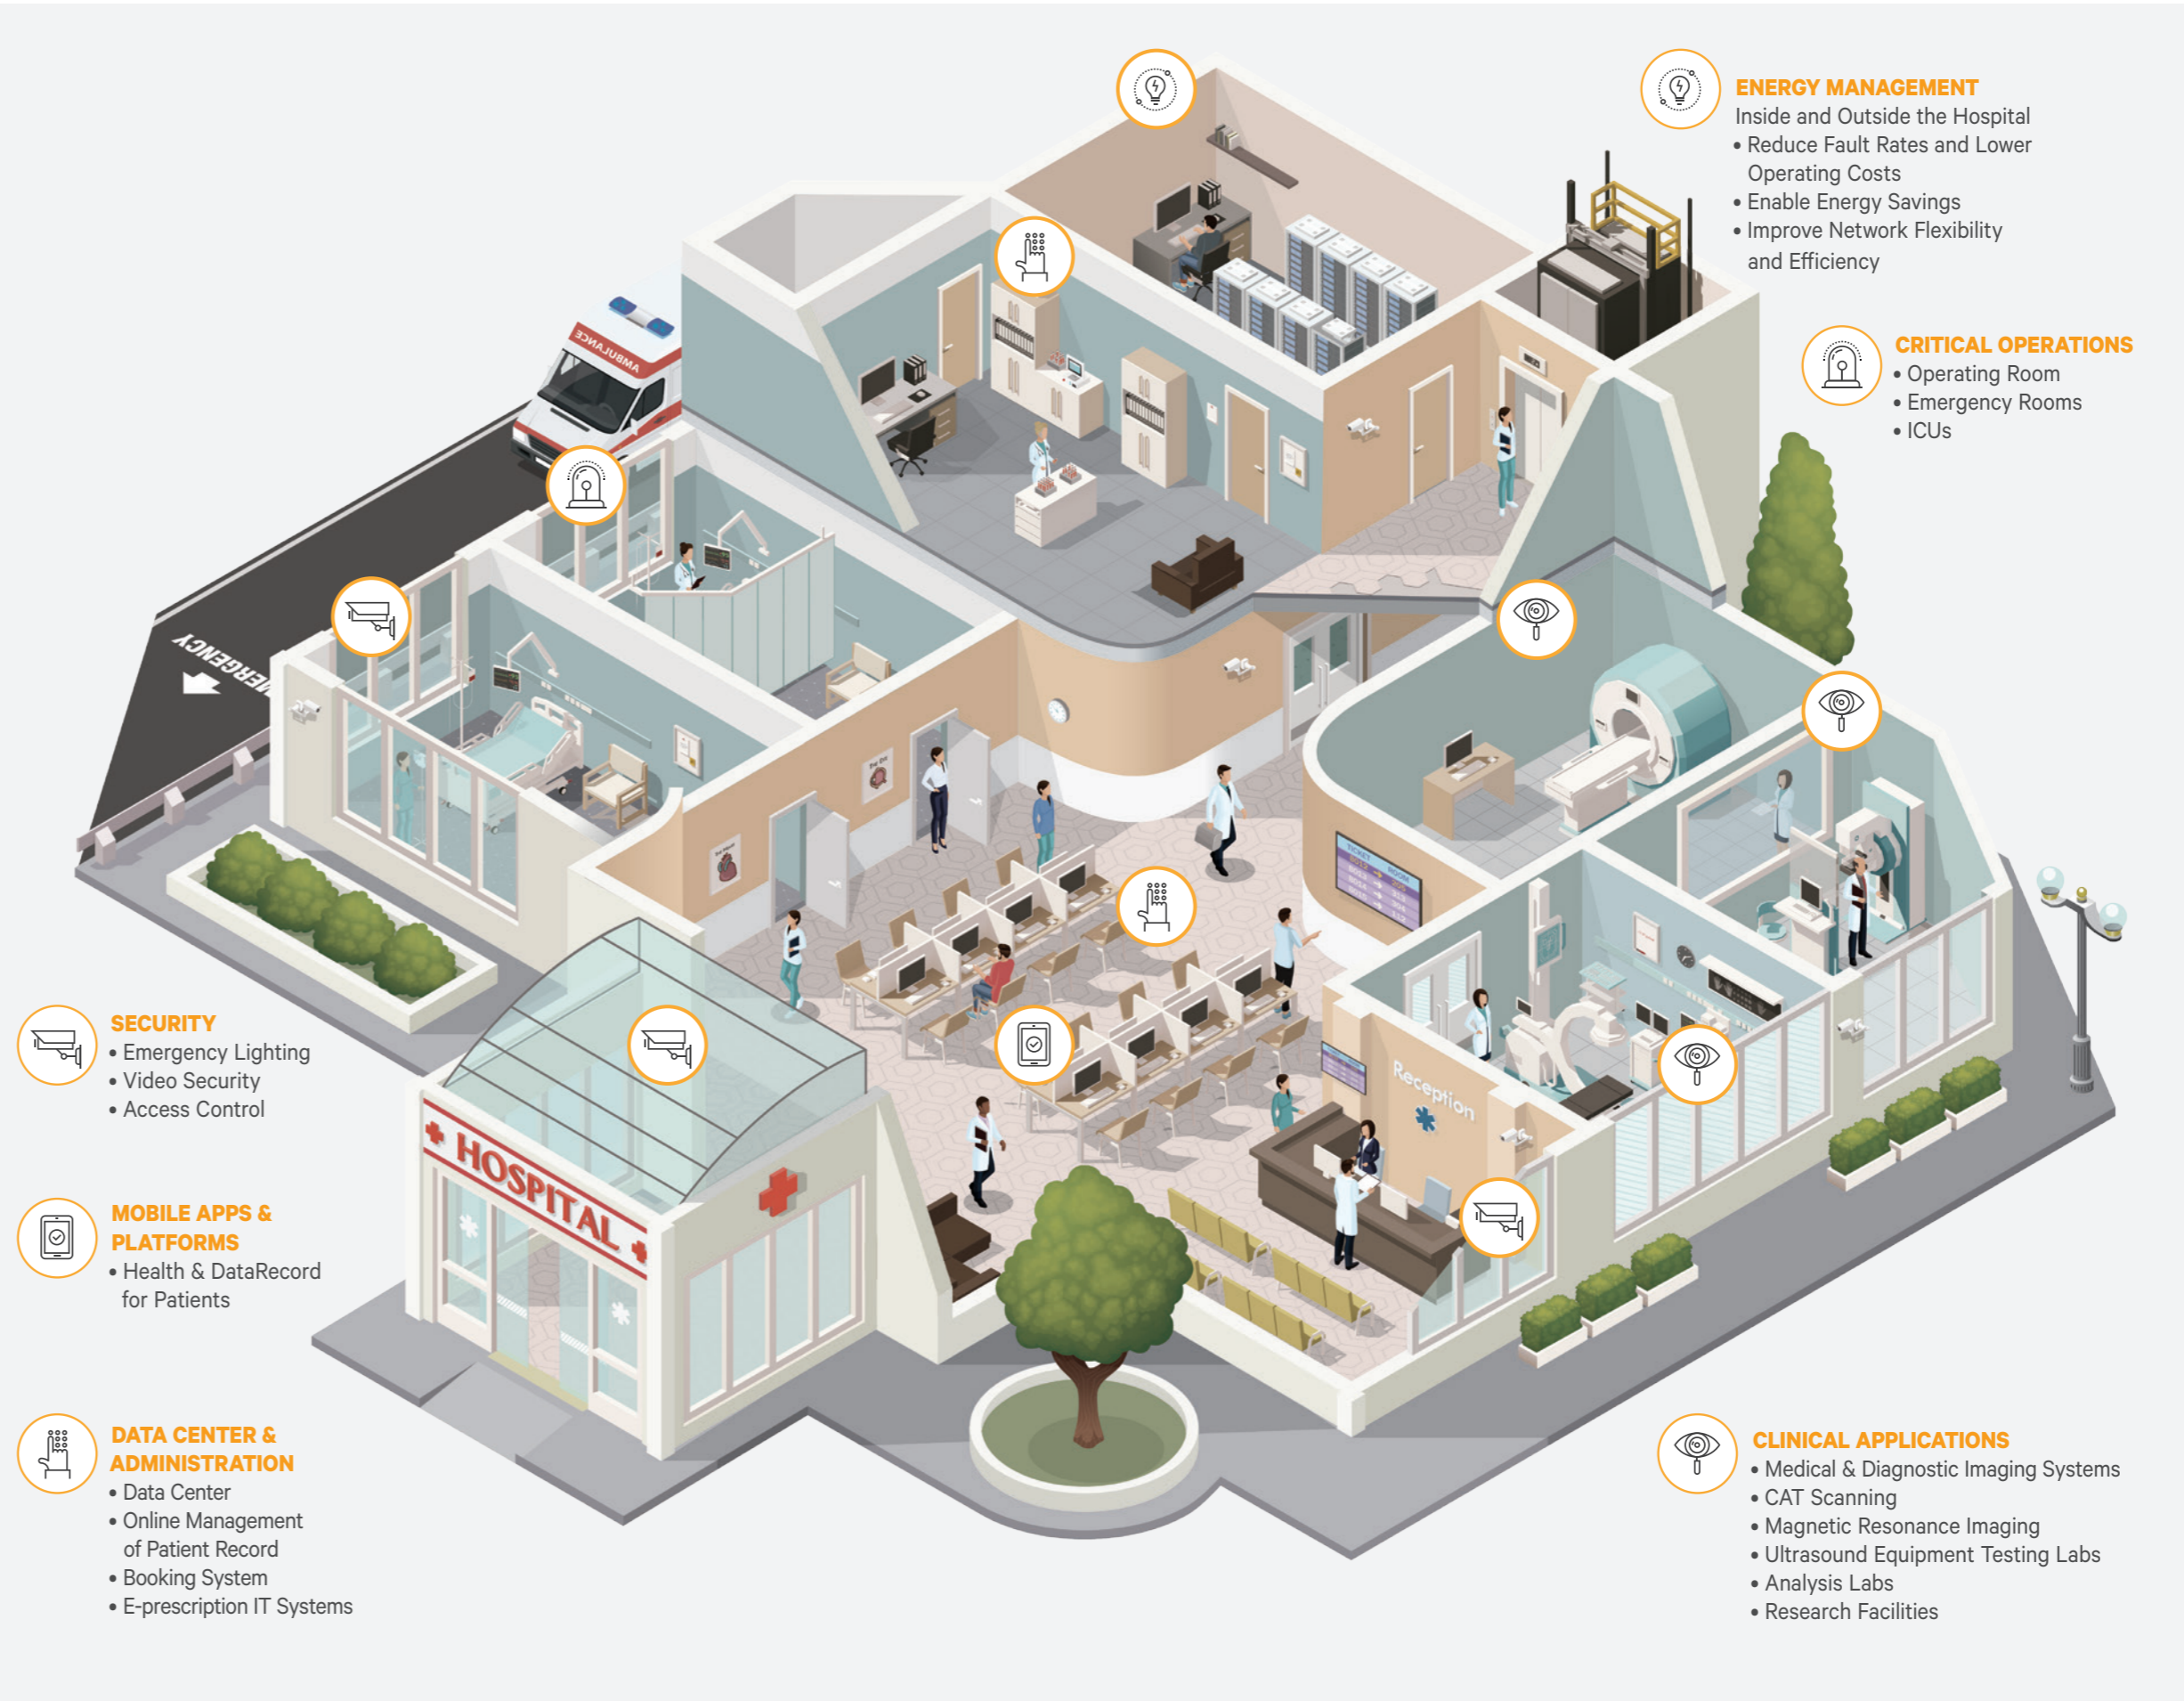 ENERGY MANAGEMENT
Inside and Outside the Hospital
• Reduce Fault Rates and Lower
Operating Costs
• Enable Energy Savings
• Improve Network Flexibility
and Efficiency
CRITICAL OPERATIONS
• Operating Room
• Emergency Rooms
• ICUs
AMBULANCE
EMERGENCY
TICKET ROOM
Reception
HOSPITAL
SECURITY
• Emergency Lighting
• Video Security
• Access Control
MOBILE APPS &
PLATFORMS
• Health & DataRecord
for Patients
DATA CENTER &
ADMINISTRATION
• Data Center
• Online Management
of Patient Record
• Booking System
• E-prescription IT Systems
CLINICAL APPLICATIONS
• Medical & Diagnostic Imaging Systems
• CAT Scanning
• Magnetic Resonance Imaging
• Ultrasound Equipment Testing Labs
• Analysis Labs
• Research Facilities